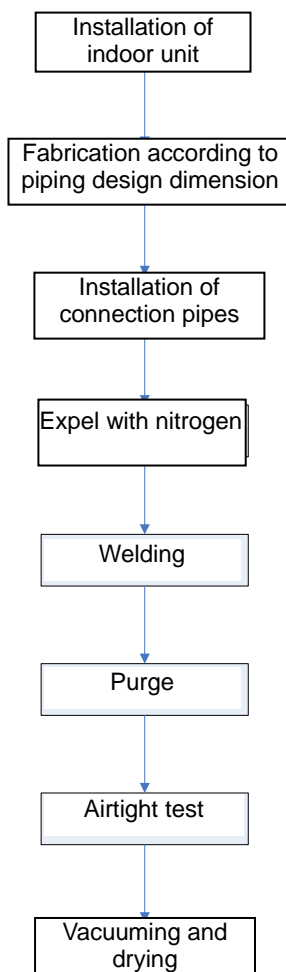 Installation of
indoor unit
Fabrication according to
piping design dimension
Installation of
connection pipes
Expel with nitrogen
Welding
Purge
Airtight test
Vacuuming and
drying